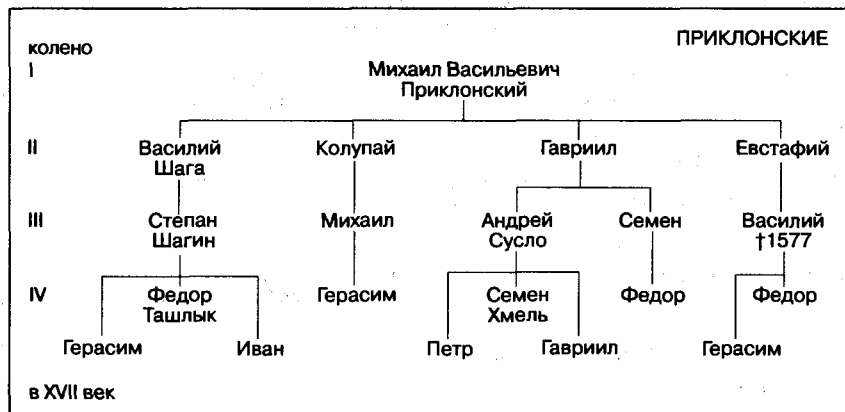 ПРИКЛОНСКИЕ
колено
I
Михаил Васильевич
Приклонский
II Василий Колупай Гавриил Евстафий
Шага
III Степан Михаил Андрей Семен Василий
Шагин Сусло †1577
IV Федор Герасим Семен Федор Федор
Ташлык Хмель
Герасим Иван Петр Гавриил Герасим
в XVII век